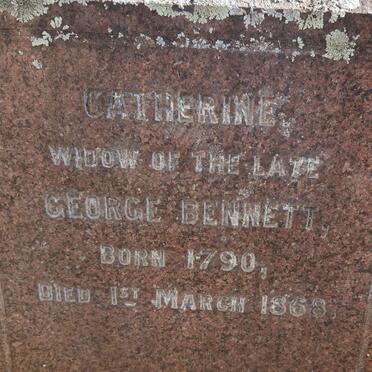 CATHERINE,
WIDOW OF THE LATE
GEORGE BENNETT,
BORN 1790,
DIED 1ST MARCH 1868.